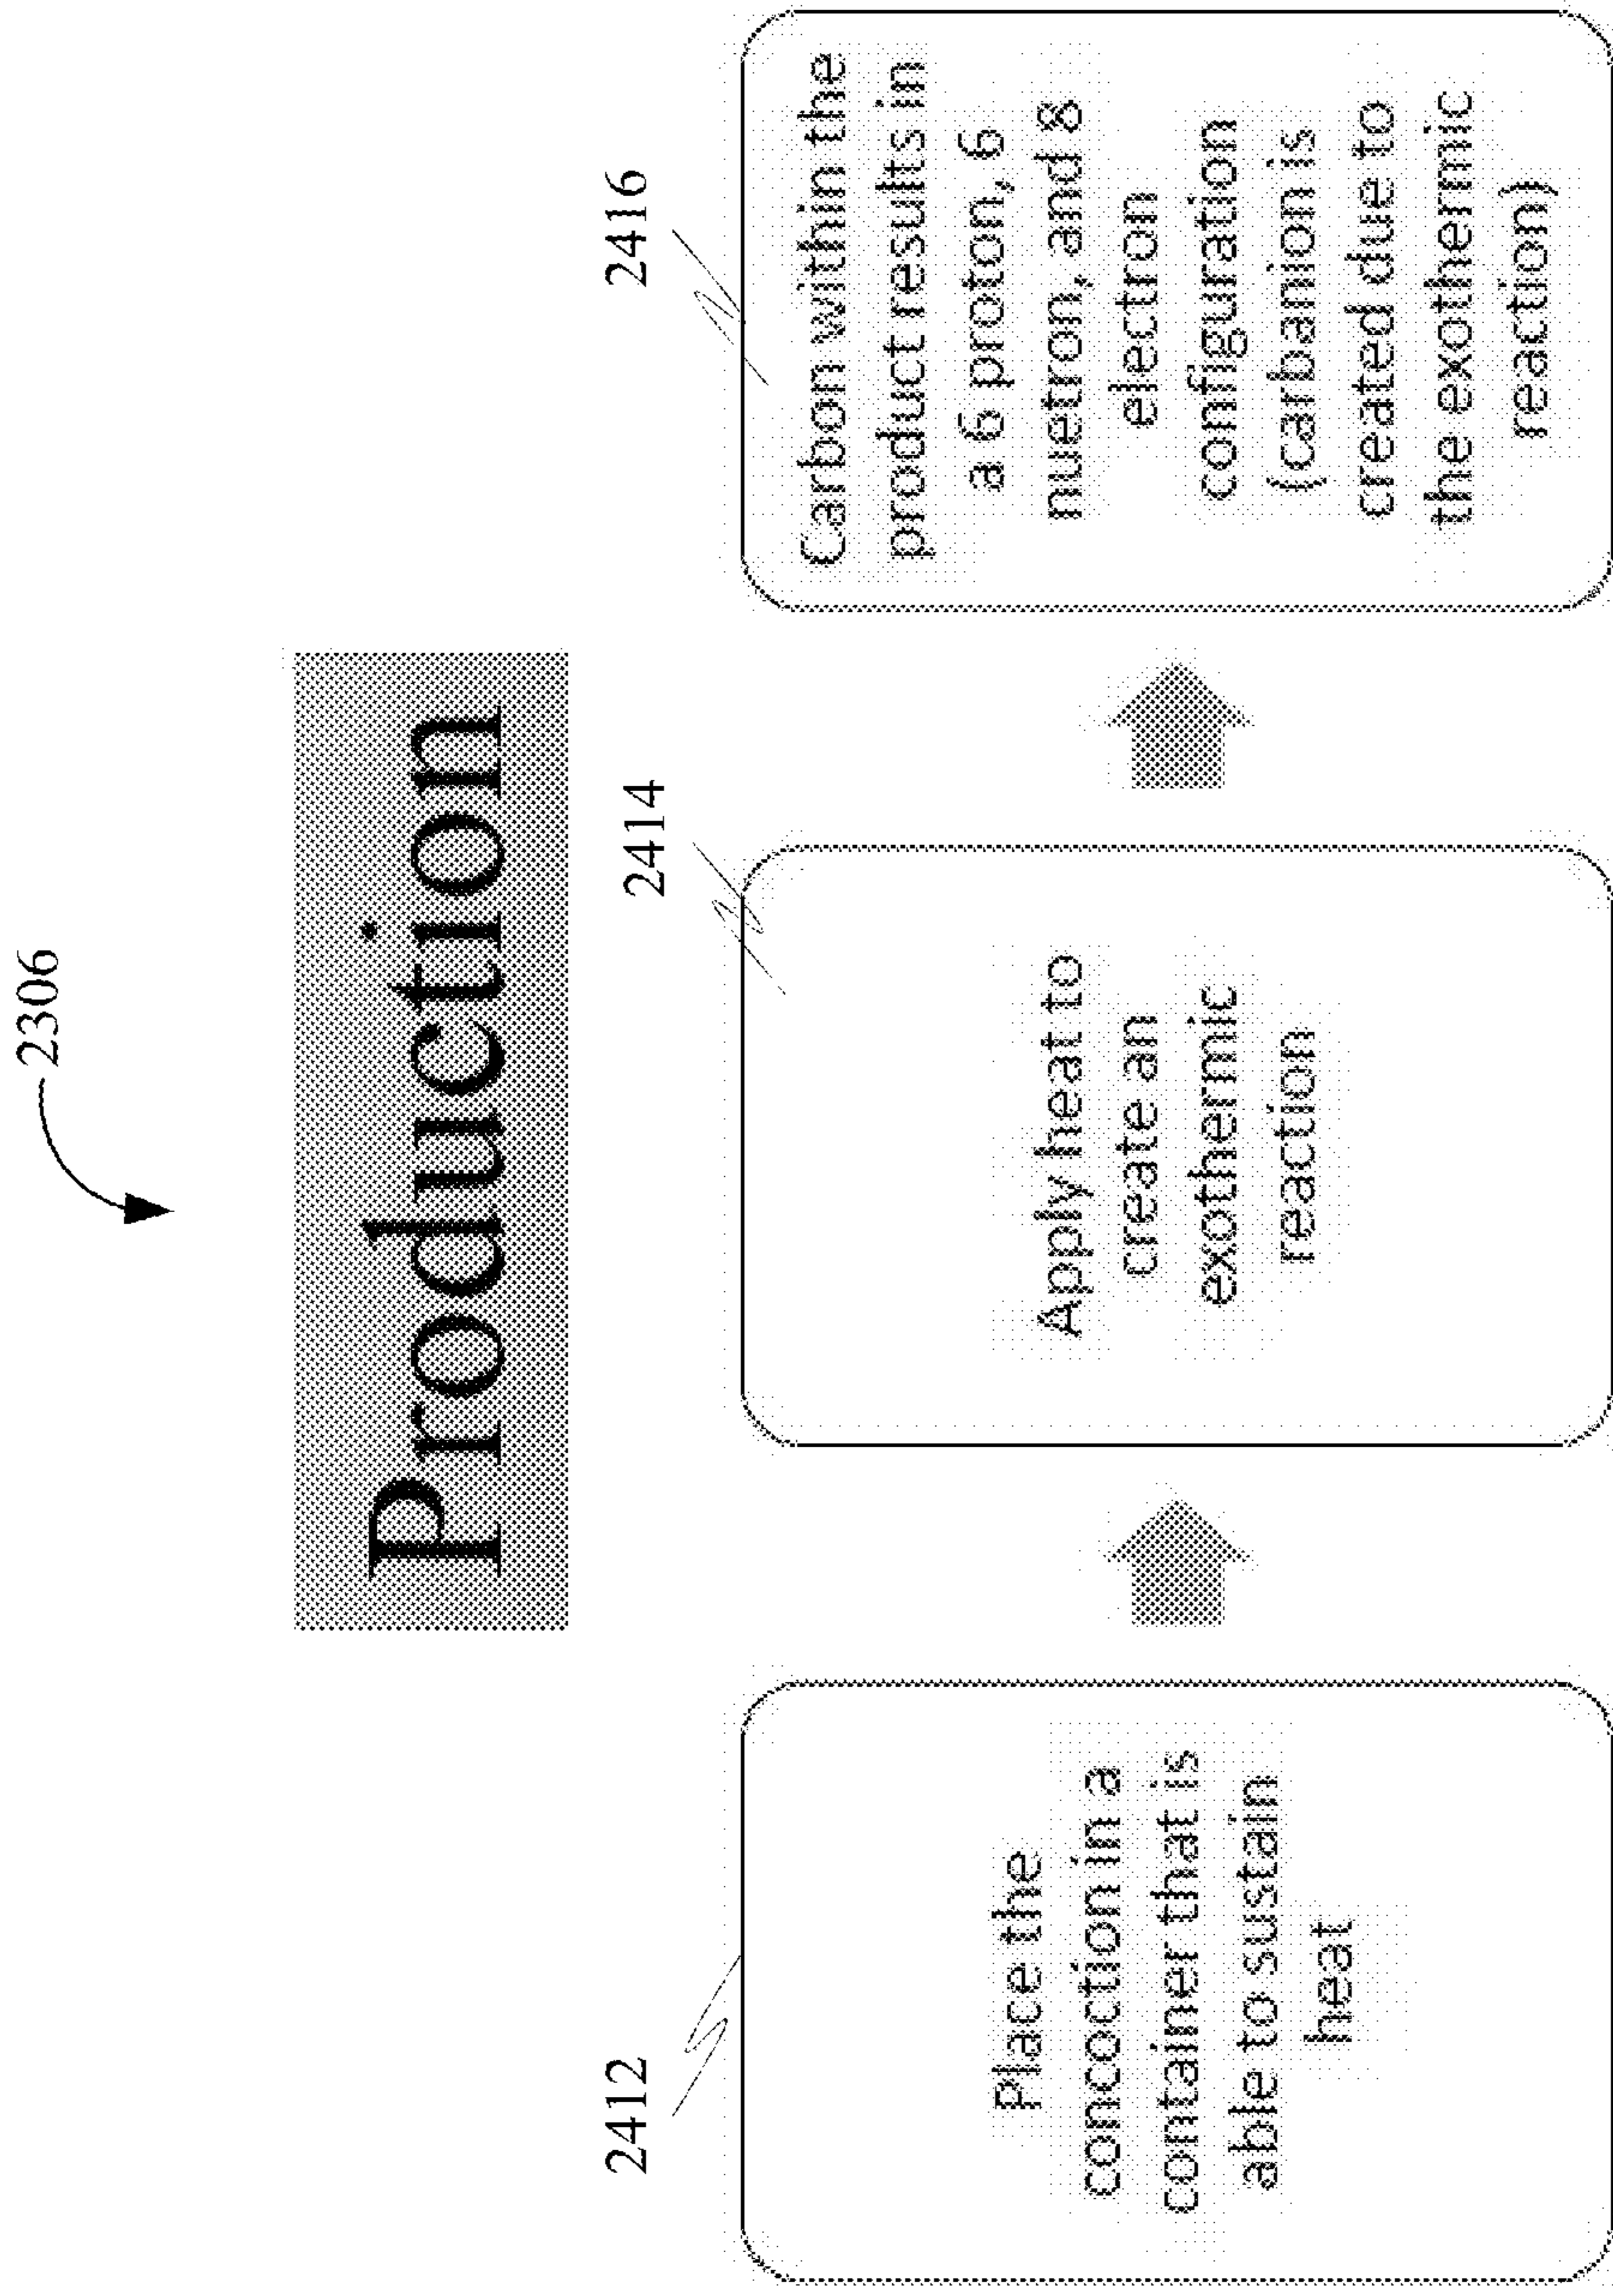 2306
Production
2412
Place the
concoction in a
container that is
able to sustain
heat
2414
Apply heat to
create an
exothermic
reaction
2416
Carbon within the
product results in
a 6 proton, 6
nuetron, and 8
electron
configuration
(carbanion is
created due to
the exothermic
reaction)